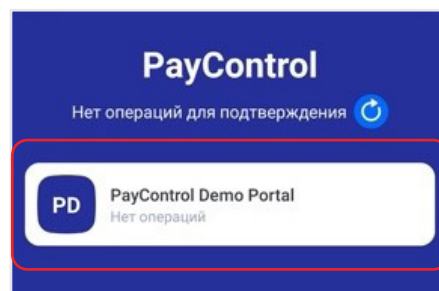 PayControl
Нет операций для подтверждения
PD
PayControl Demo Portal
Нет операций